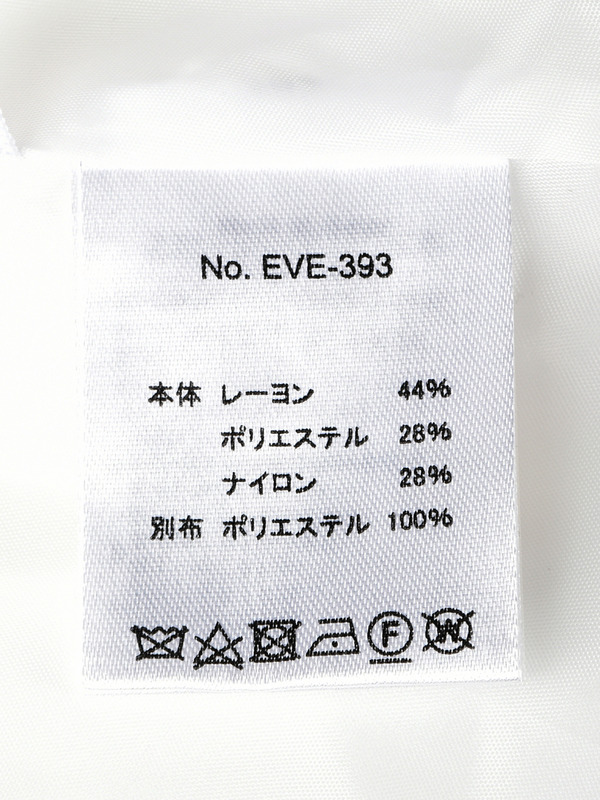 No. EVE-393
本体 レーヨン 44%
ポリエステル 28%
ナイロン 28%
別布 ポリエステル 100%
F W